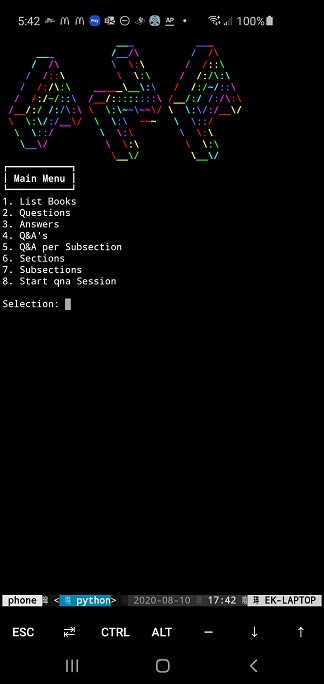 5:42 Pay AP 100%
Main Menu
1. List Books
2. Questions
3. Answers
4. Q&A's
5. Q&A per Subsection
6. Sections
7. Subsections
8. Start qna Session
Selection:
phone < python> 2020-08-10 < 17:42 EK-LAPTOP
ESC CTRL ALT — ↓ ↑